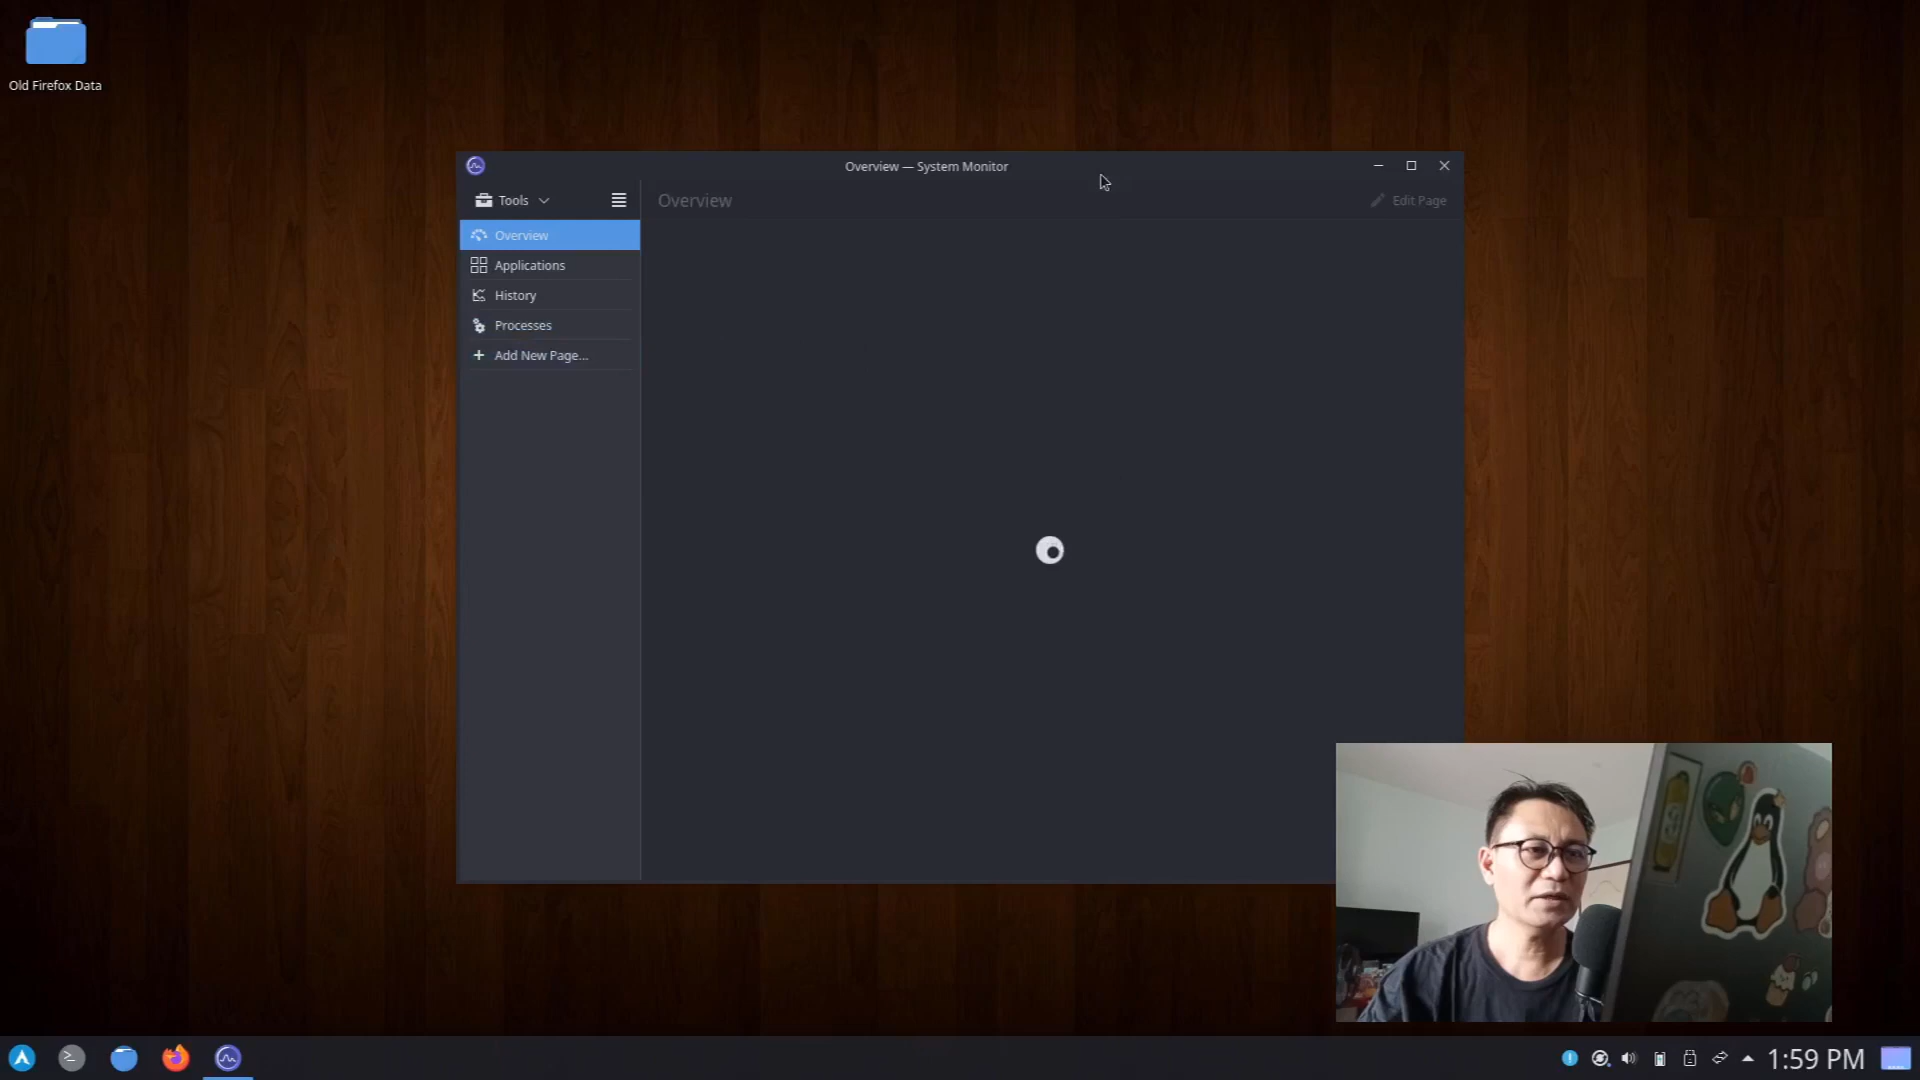 Old Firefox Data
Overview — System Monitor
Tools
Overview
Edit Page
Overview
Applications
History
Processes
Add New Page...
1:59 PM